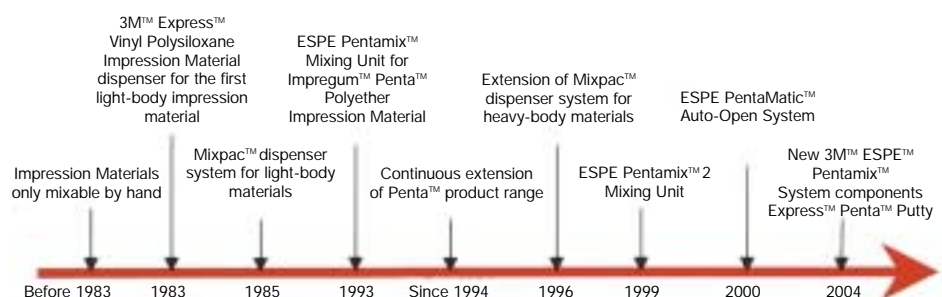 Impression Materials
only mixable by hand
3M™ Express™
Vinyl Polysiloxane
Impression Material
dispenser for the first
light-body impression
material
Mixpac™ dispenser
system for light-body
materials
ESPE Pentamix™
Mixing Unit for
Impregum™ Penta™
Polyether
Impression Material
Continuous extension
of Penta™ product range
Extension of Mixpac™
dispenser system for
heavy-body materials
ESPE Pentamix™ 2
Mixing Unit
ESPE PentaMatic™
Auto-Open System
New 3M™ ESPE™
Pentamix™
System components
Express™ Penta™ Putty
Before 1983 1983 1985 1993 Since 1994 1996 1999 2000 2004